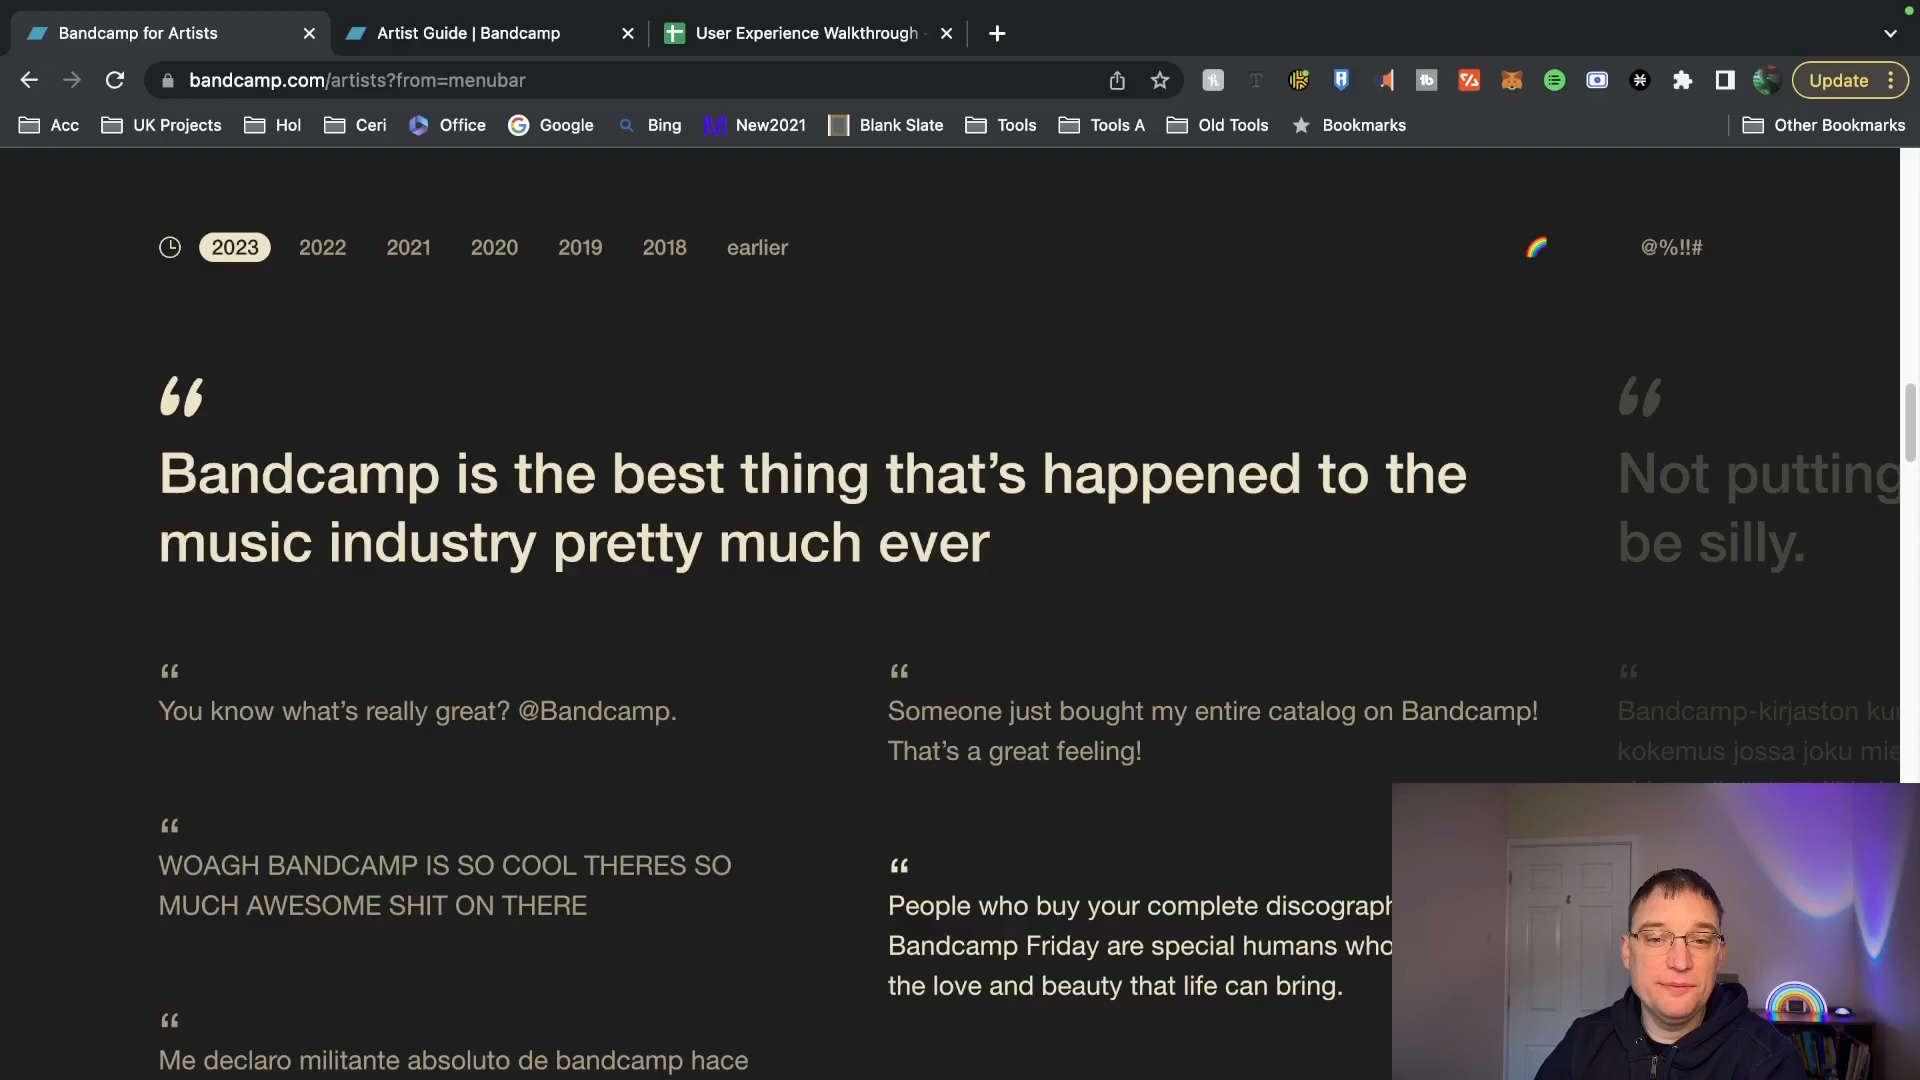 Bandcamp for Artists
Artist Guide | Bandcamp
User Experience Walkthrough -
bandcamp.com/artists?from=menubar
Update
Acc
UK Projects
Hol
Ceri
Office
Google
Bing
New2021
Blank Slate
Tools
Tools A
Old Tools
Bookmarks
Other Bookmarks
2023 2022 2021 2020 2019 2018 earlier
@%!!#
“
Bandcamp is the best thing that’s happened to the
music industry pretty much ever
“
Not putting
be silly.
“
You know what’s really great? @Bandcamp.
“
Someone just bought my entire catalog on Bandcamp!
That’s a great feeling!
“
Bandcamp-kirjaston
kokemus jossa joku
“
WOAGH BANDCAMP IS SO COOL THERES SO
MUCH AWESOME SHIT ON THERE
“
People who buy your complete discograph
Bandcamp Friday are special humans who
the love and beauty that life can bring.
“
Me declaro militante absoluto de bandcamp hace